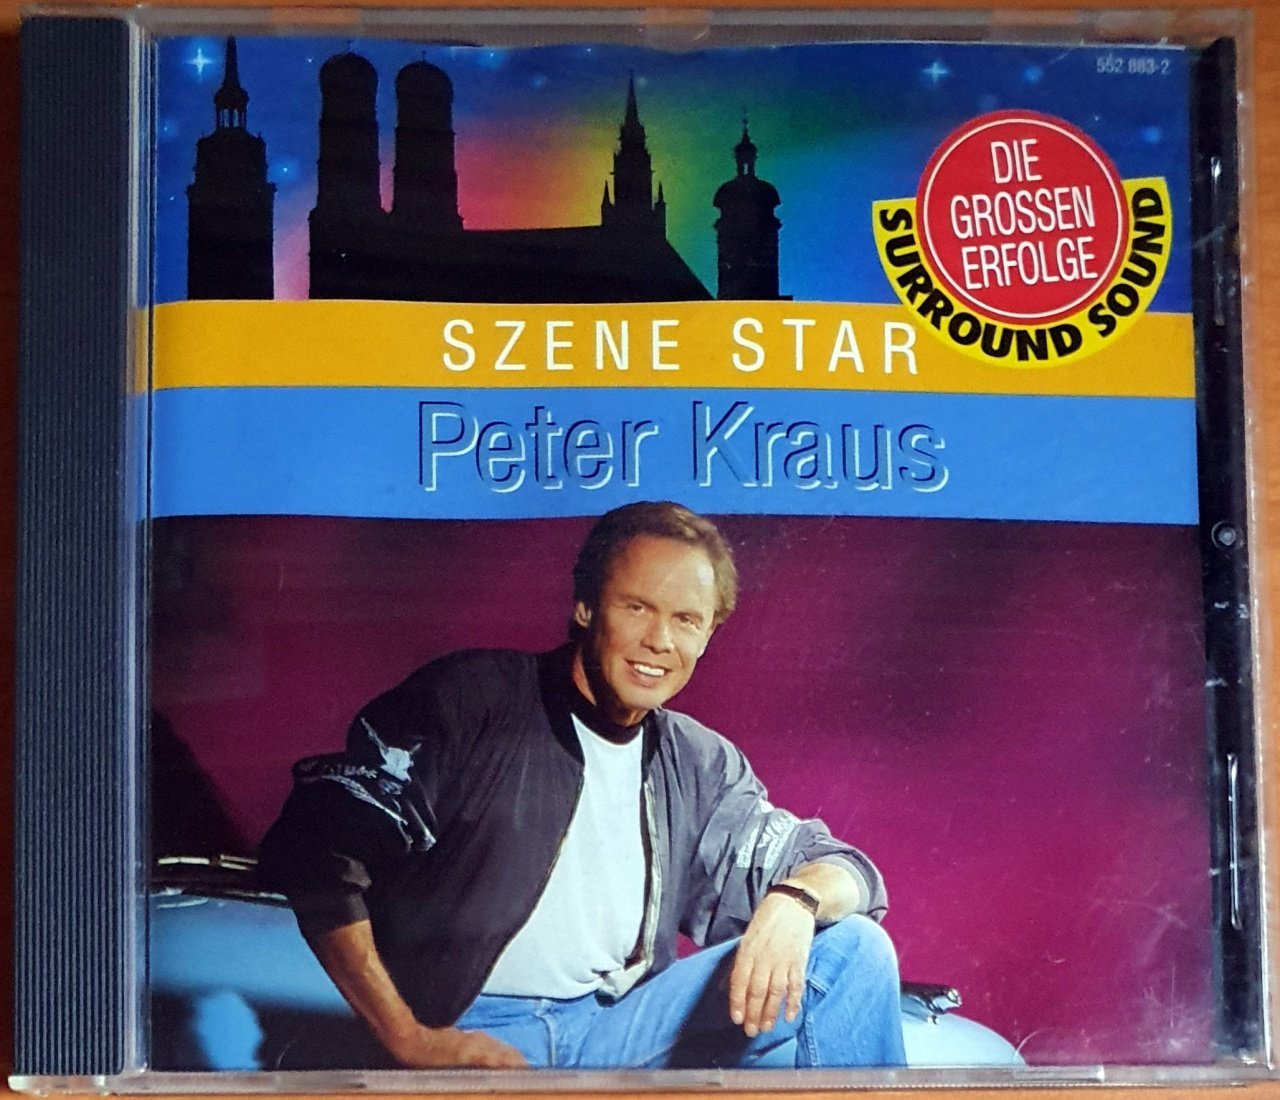 552 883-2
DIE
GROSSEN
ERFOLGE
SURROUND SOUND
SZENE STAR
Peter Kraus